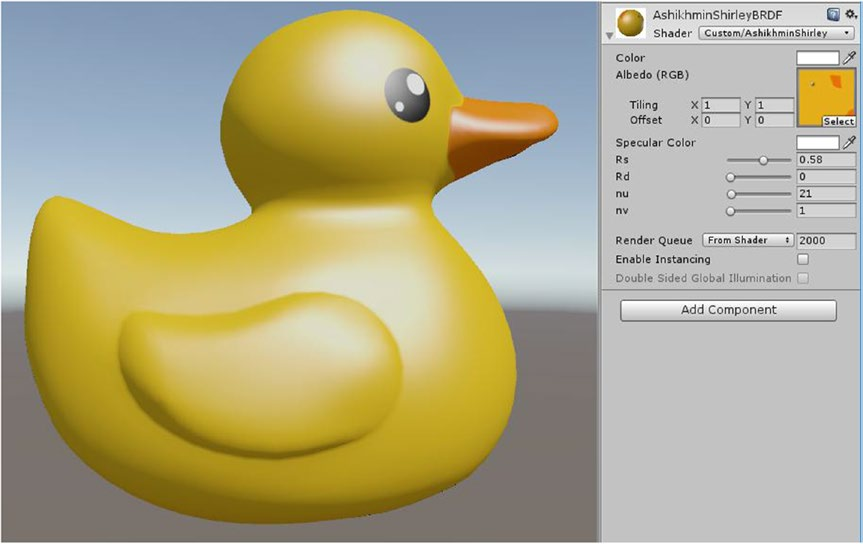 AshikhminShirleyBRDF
Shader Custom/AshikhminShirley
Color
Albedo (RGB)
Tiling X 1 Y 1
Offset X 0 Y 0
Select
Specular Color
Rs 0.58
Rd 0
nu 21
nv 1
Render Queue From Shader 2000
Enable Instancing
Double Sided Global Illumination
Add Component